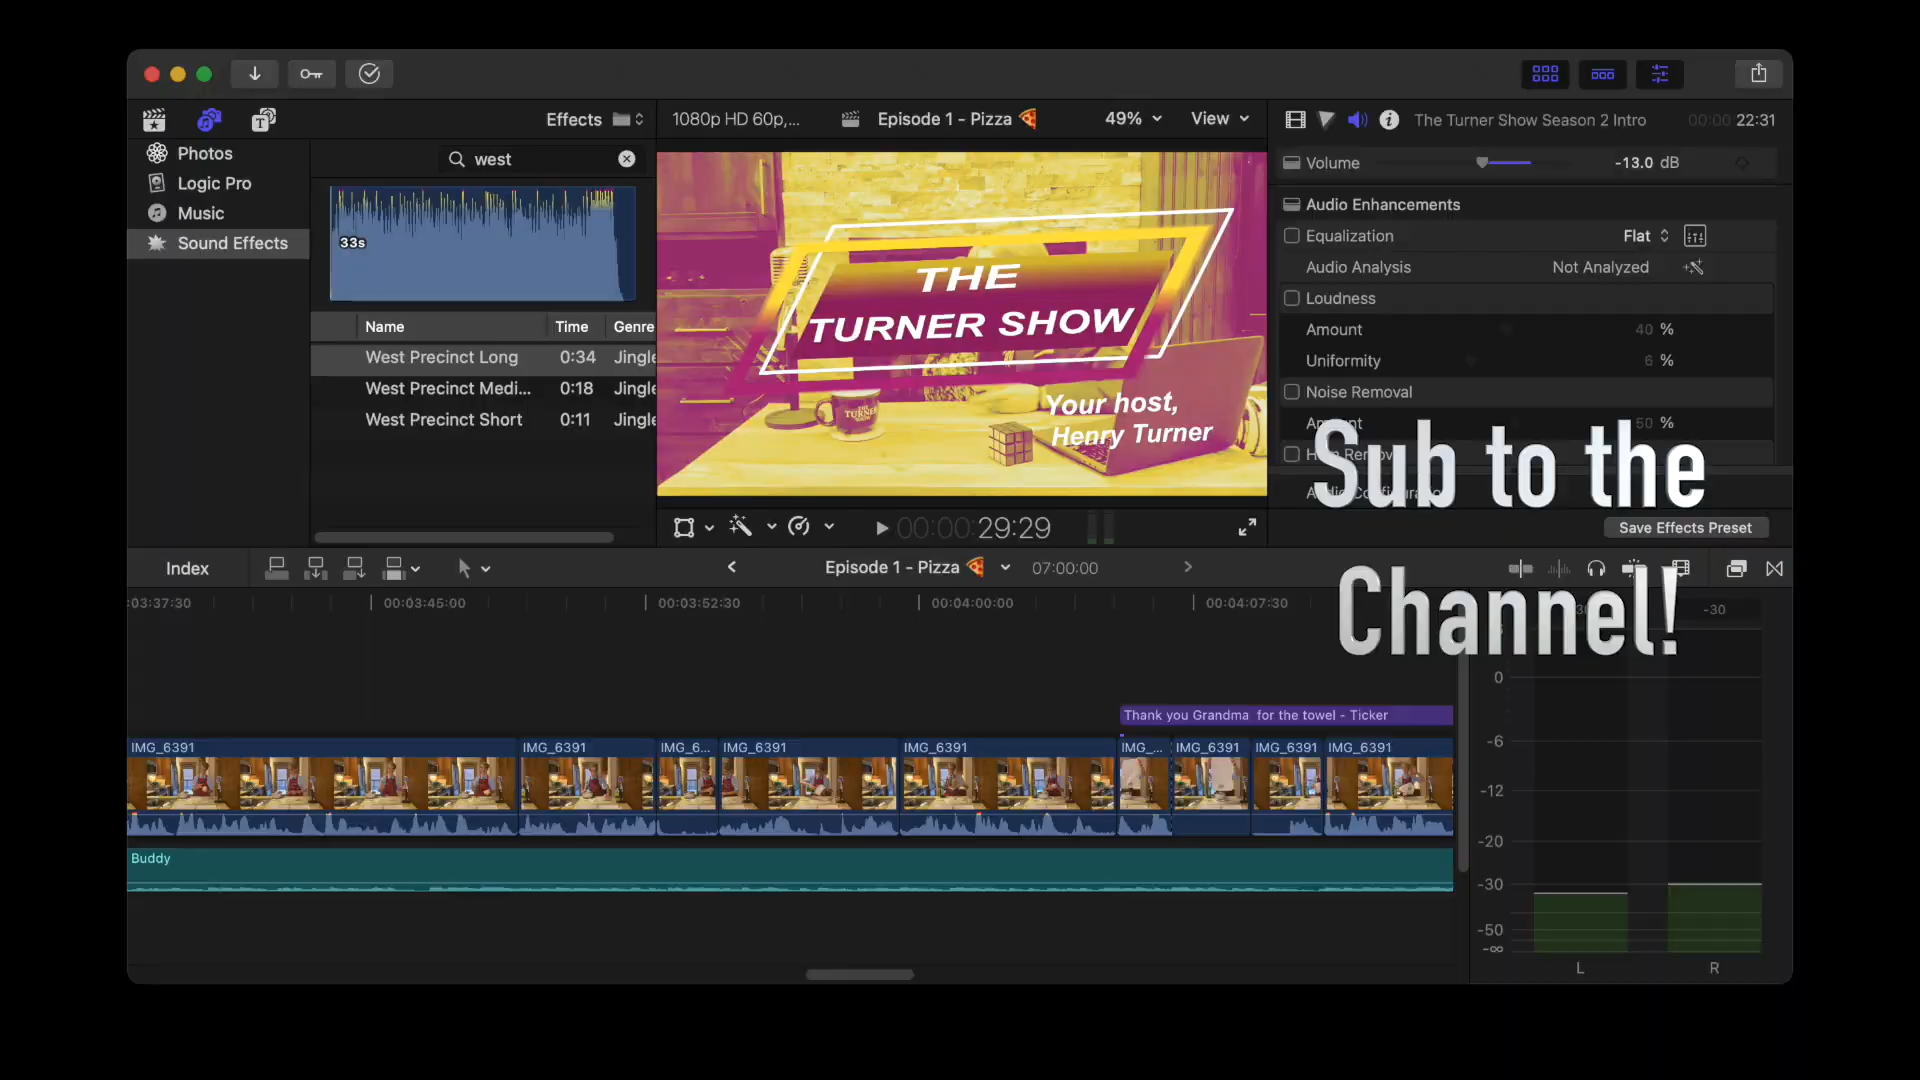 Effects
1080p HD 60p,...
Episode 1 - Pizza 🍕
49%
View
The Turner Show Season 2 Intro
00:00 22:31
Photos
Logic Pro
Music
Sound Effects
west
33s
Name
Time
Genre
West Precinct Long
0:34
Jingle
West Precinct Medi...
0:18
Jingle
West Precinct Short
0:11
Jingle
THE
TURNER SHOW
Your host,
Henry Turner
THE
TURNER
SHOW
Volume
-13.0 dB
Audio Enhancements
Equalization
Flat
Audio Analysis
Not Analyzed
Loudness
Amount
40 %
Uniformity
6 %
Noise Removal
50 %
Sub to the
Channel!
Save Effects Preset
00:00:29:29
Index
Episode 1 - Pizza 🍕
07:00:00
:03:37:30
00:03:45:00
00:03:52:30
00:04:00:00
00:04:07:30
-30
Thank you Grandma for the towel - Ticker
IMG_6391
IMG_6391
IMG_6...
IMG_6391
IMG_6391
IMG_...
IMG_6391
IMG_6391
IMG_6391
Buddy
0
-6
-12
-20
-30
-50
-∞
L
R